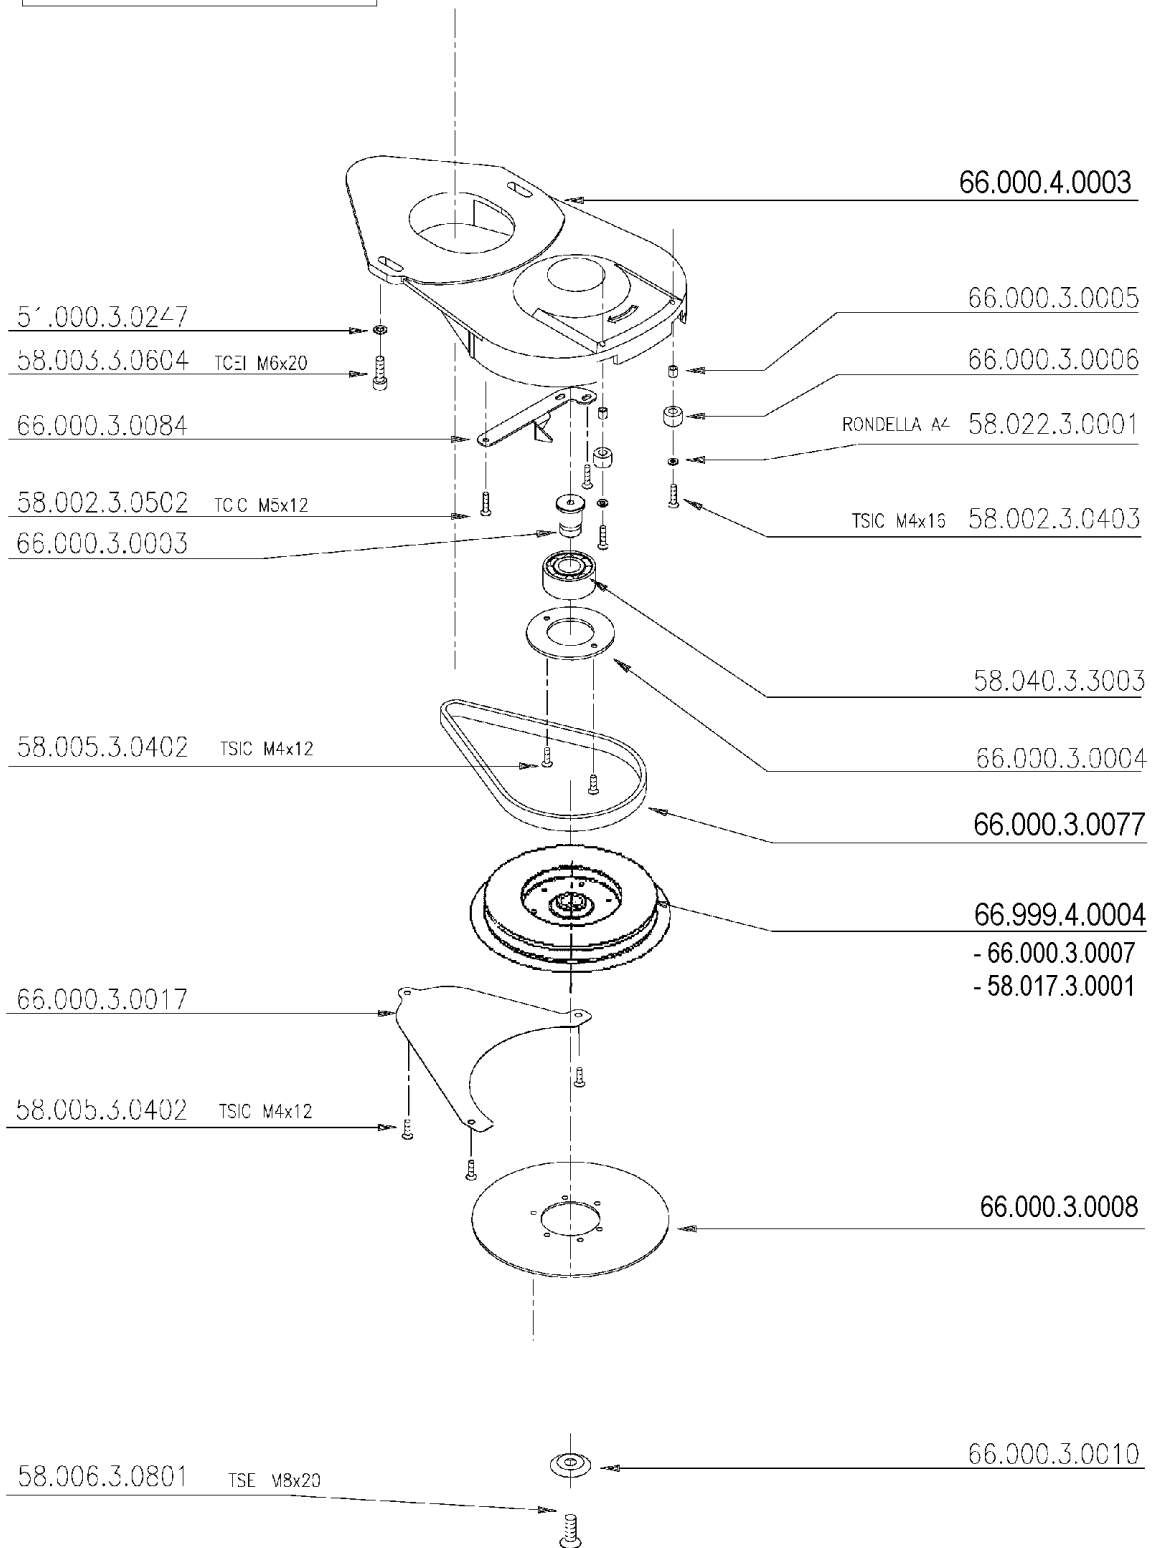 66.000.4.0003
51.000.3.0247
58.003.3.0604 TCEI M6x20
66.000.3.0084
58.002.3.0502 TCIC M5x12
66.000.3.0003
66.000.3.0005
66.000.3.0006
RONDELLA A4 58.022.3.0001
TSIC M4x16 58.002.3.0403
58.040.3.3003
58.005.3.0402 TSIC M4x12
66.000.3.0004
66.000.3.0077
66.999.4.0004
- 66.000.3.0007
- 58.017.3.0001
66.000.3.0017
58.005.3.0402 TSIC M4x12
66.000.3.0008
66.000.3.0010
58.006.3.0801 TSE M8x20